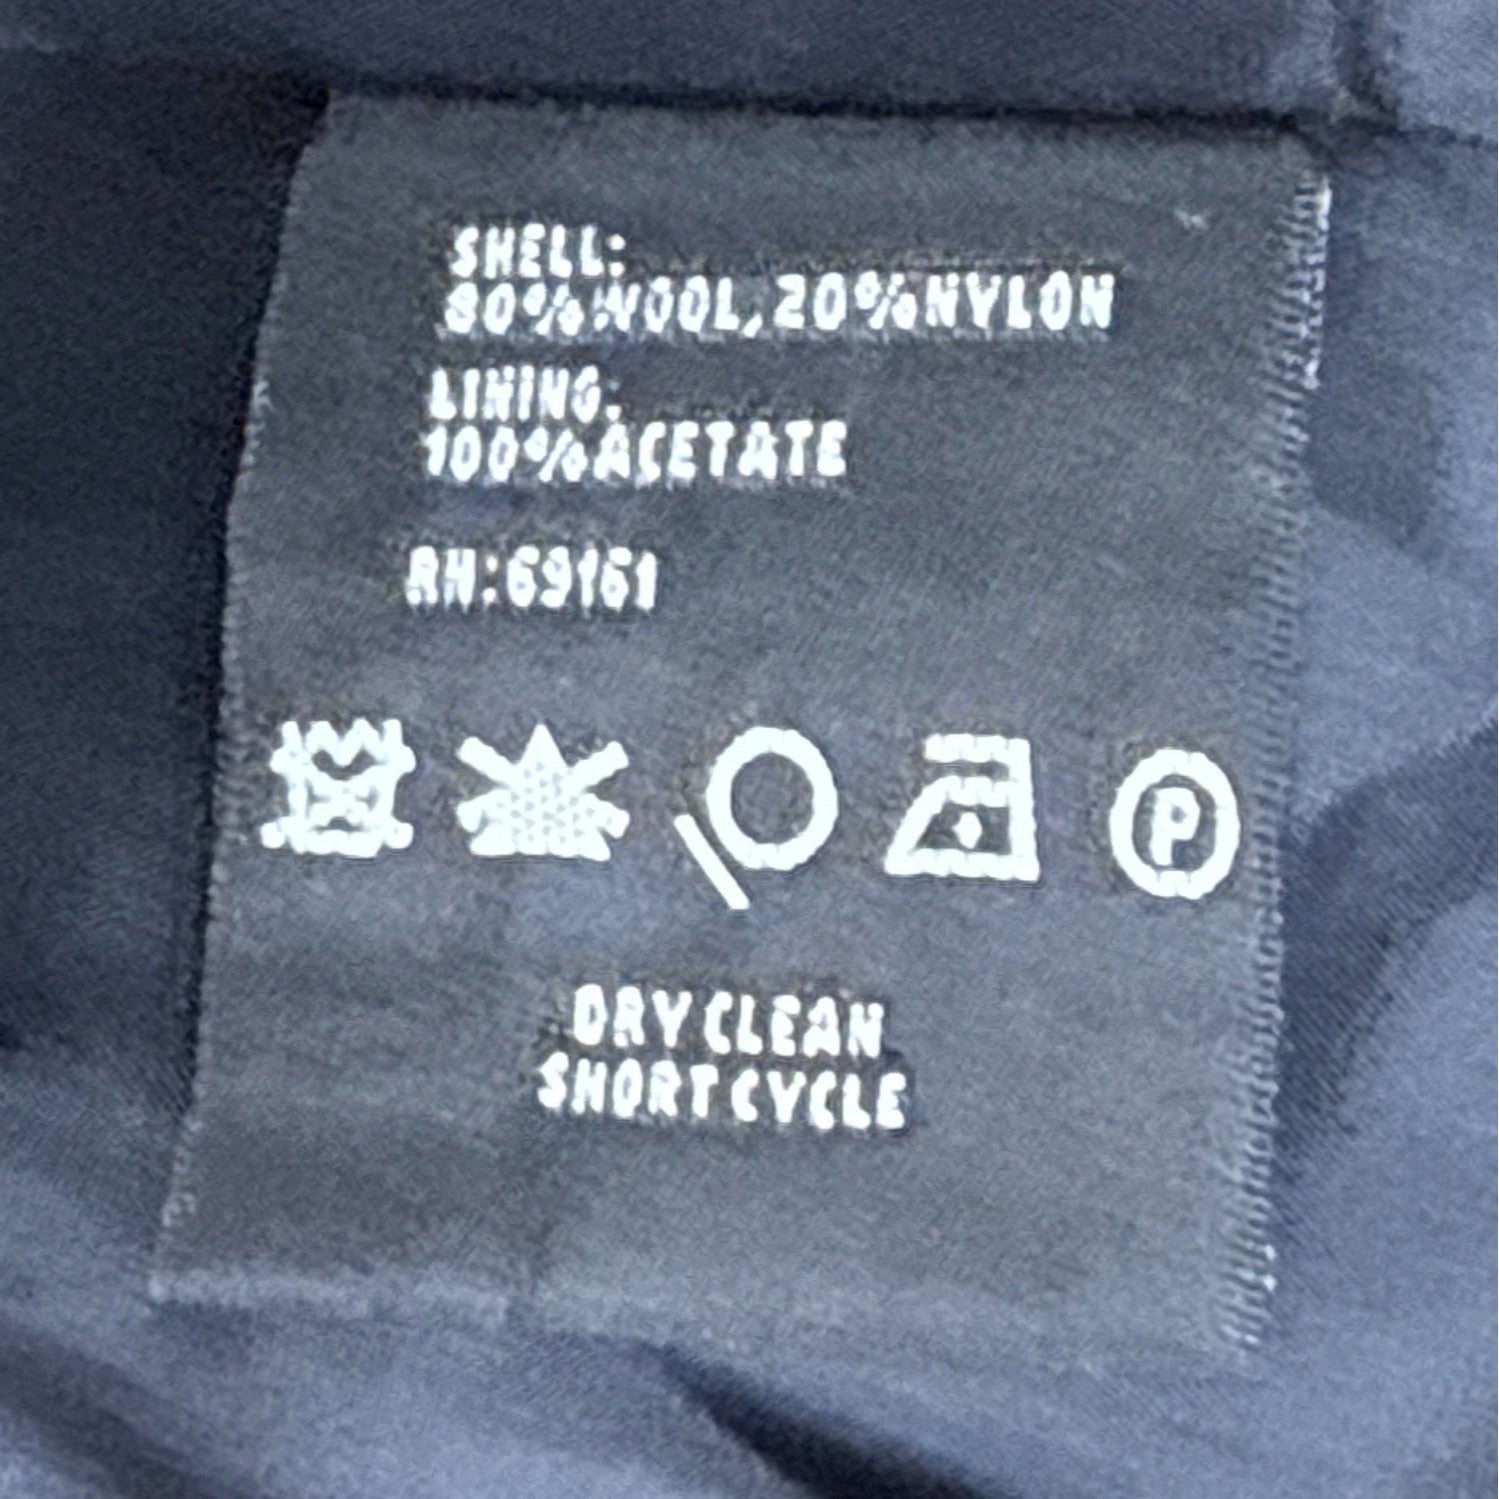 SHELL:
80%WOOL,20%NYLON
LINING:
100%ACETATE
RN:69161
P
DRY CLEAN
SHORT CYCLE